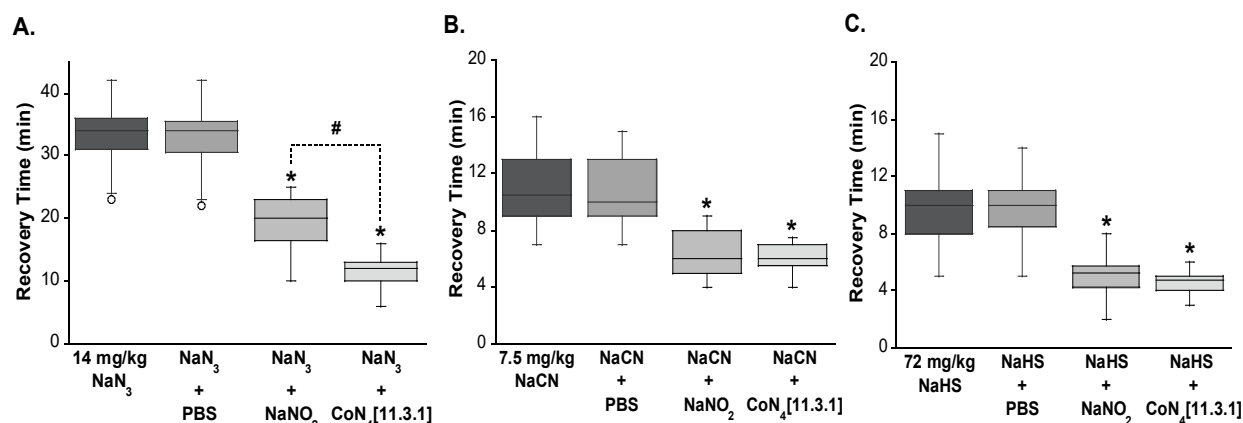 A.
B.
C.
Recovery Time (min)
40
30
20
10
0
*
#
*
14 mg/kg NaN₃ + NaN₃ + NaN₃ +
NaN₃ PBS NaNO₂ CoN₄[11.3.1]
Recovery Time (min)
20
16
12
8
4
0
*
*
7.5 mg/kg NaCN NaCN NaCN
NaCN + + +
PBS NaNO₂ CoN₄[11.3.1]
Recovery Time (min)
20
16
12
8
4
0
*
*
72 mg/kg NaHS NaHS NaHS
NaHS + + +
PBS NaNO₂ CoN₄[11.3.1]